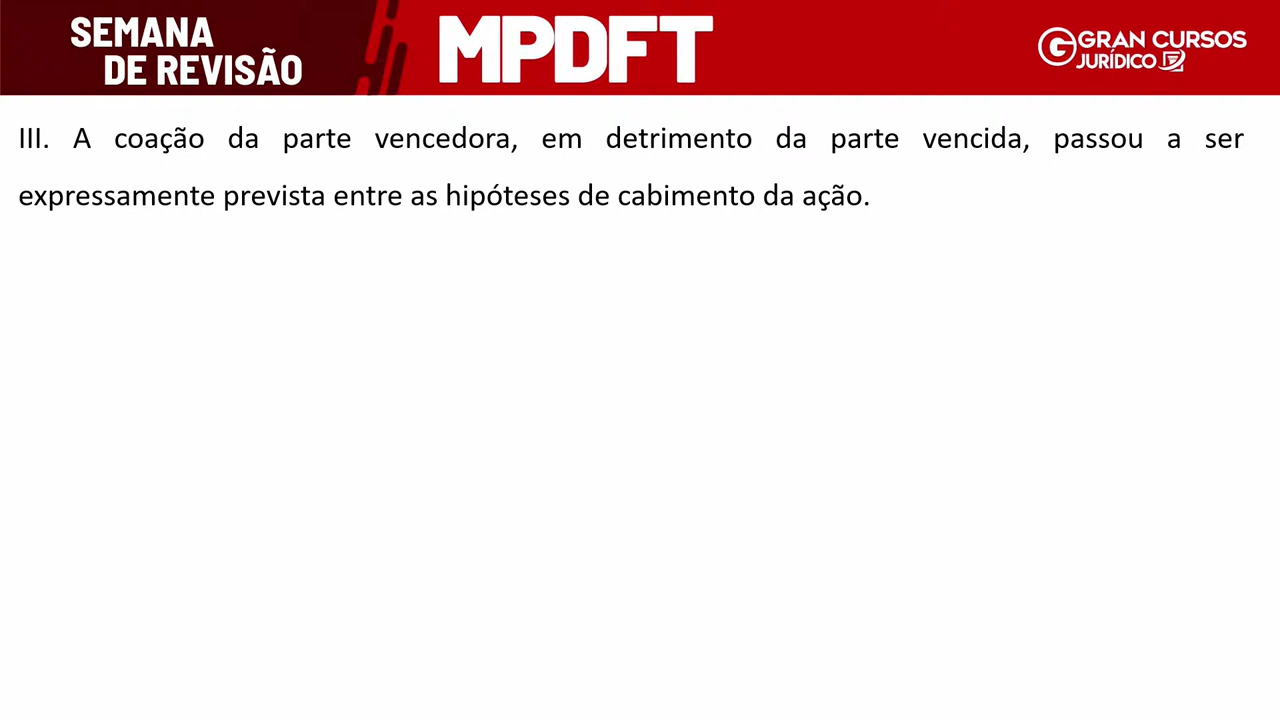 SEMANA
DE REVISÃO
MPDFT
GRAN CURSOS
JURÍDICO
III. A coação da parte vencedora, em detrimento da parte vencida, passou a ser
expressamente prevista entre as hipóteses de cabimento da ação.